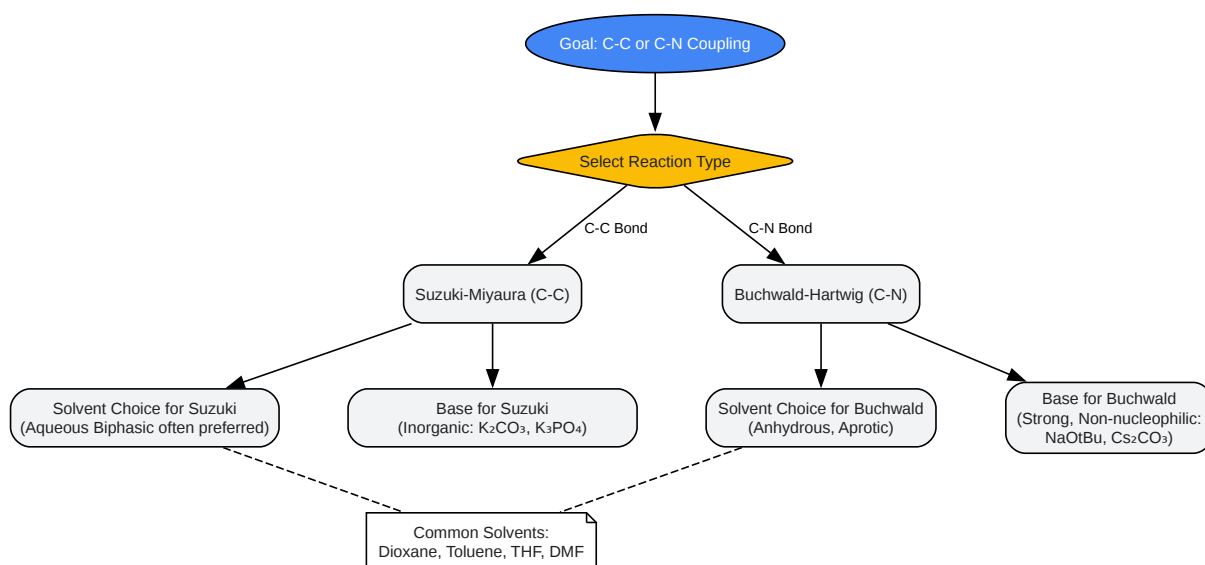 Goal: C-C or C-N Coupling
Select Reaction Type
C-C Bond
C-N Bond
Suzuki-Miyaura (C-C)
Buchwald-Hartwig (C-N)
Solvent Choice for Suzuki
(Aqueous Biphasic often preferred)
Base for Suzuki
(Inorganic: K₂CO₃, K₃PO₄)
Solvent Choice for Buchwald
(Anhydrous, Aprotic)
Base for Buchwald
(Strong, Non-nucleophilic:
NaOtBu, Cs₂CO₃)
Common Solvents:
Dioxane, Toluene, THF, DMF